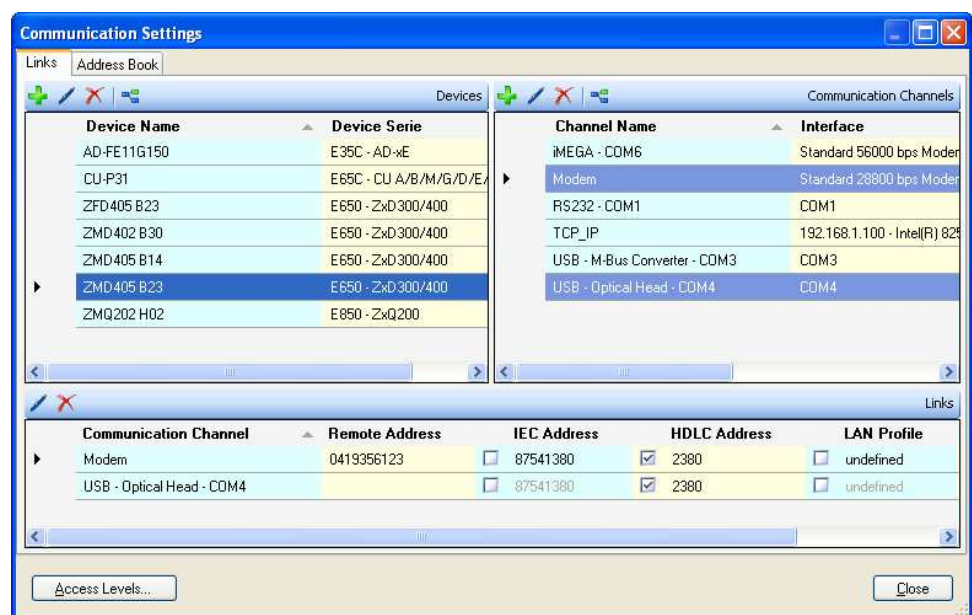 Communication Settings
Links Address Book
Devices
Device Name Device Serie
AD-FE11G150 E35C - AD-xE
CU-P31 E65C - CU A/B/M/G/D/E/
ZFD405 B23 E650 - ZxD300/400
ZMD402 B30 E650 - ZxD300/400
ZMD405 B14 E650 - ZxD300/400
ZMD405 B23 E650 - ZxD300/400
ZMQ202 H02 E850 - ZxQ200
Communication Channels
Channel Name Interface
iMEGA - COM6 Standard 56000 bps Moder
Modem Standard 28800 bps Moder
RS232 - COM1 COM1
TCP_IP 192.168.1.100 - Intel(R) 825
USB - M-Bus Converter - COM3 COM3
USB - Optical Head - COM4 COM4
Links
Communication Channel Remote Address IEC Address HDLC Address LAN Profile
Modem 0419356123 87541380 2380 undefined
USB - Optical Head - COM4 87541380 2380 undefined
Access Levels... Close